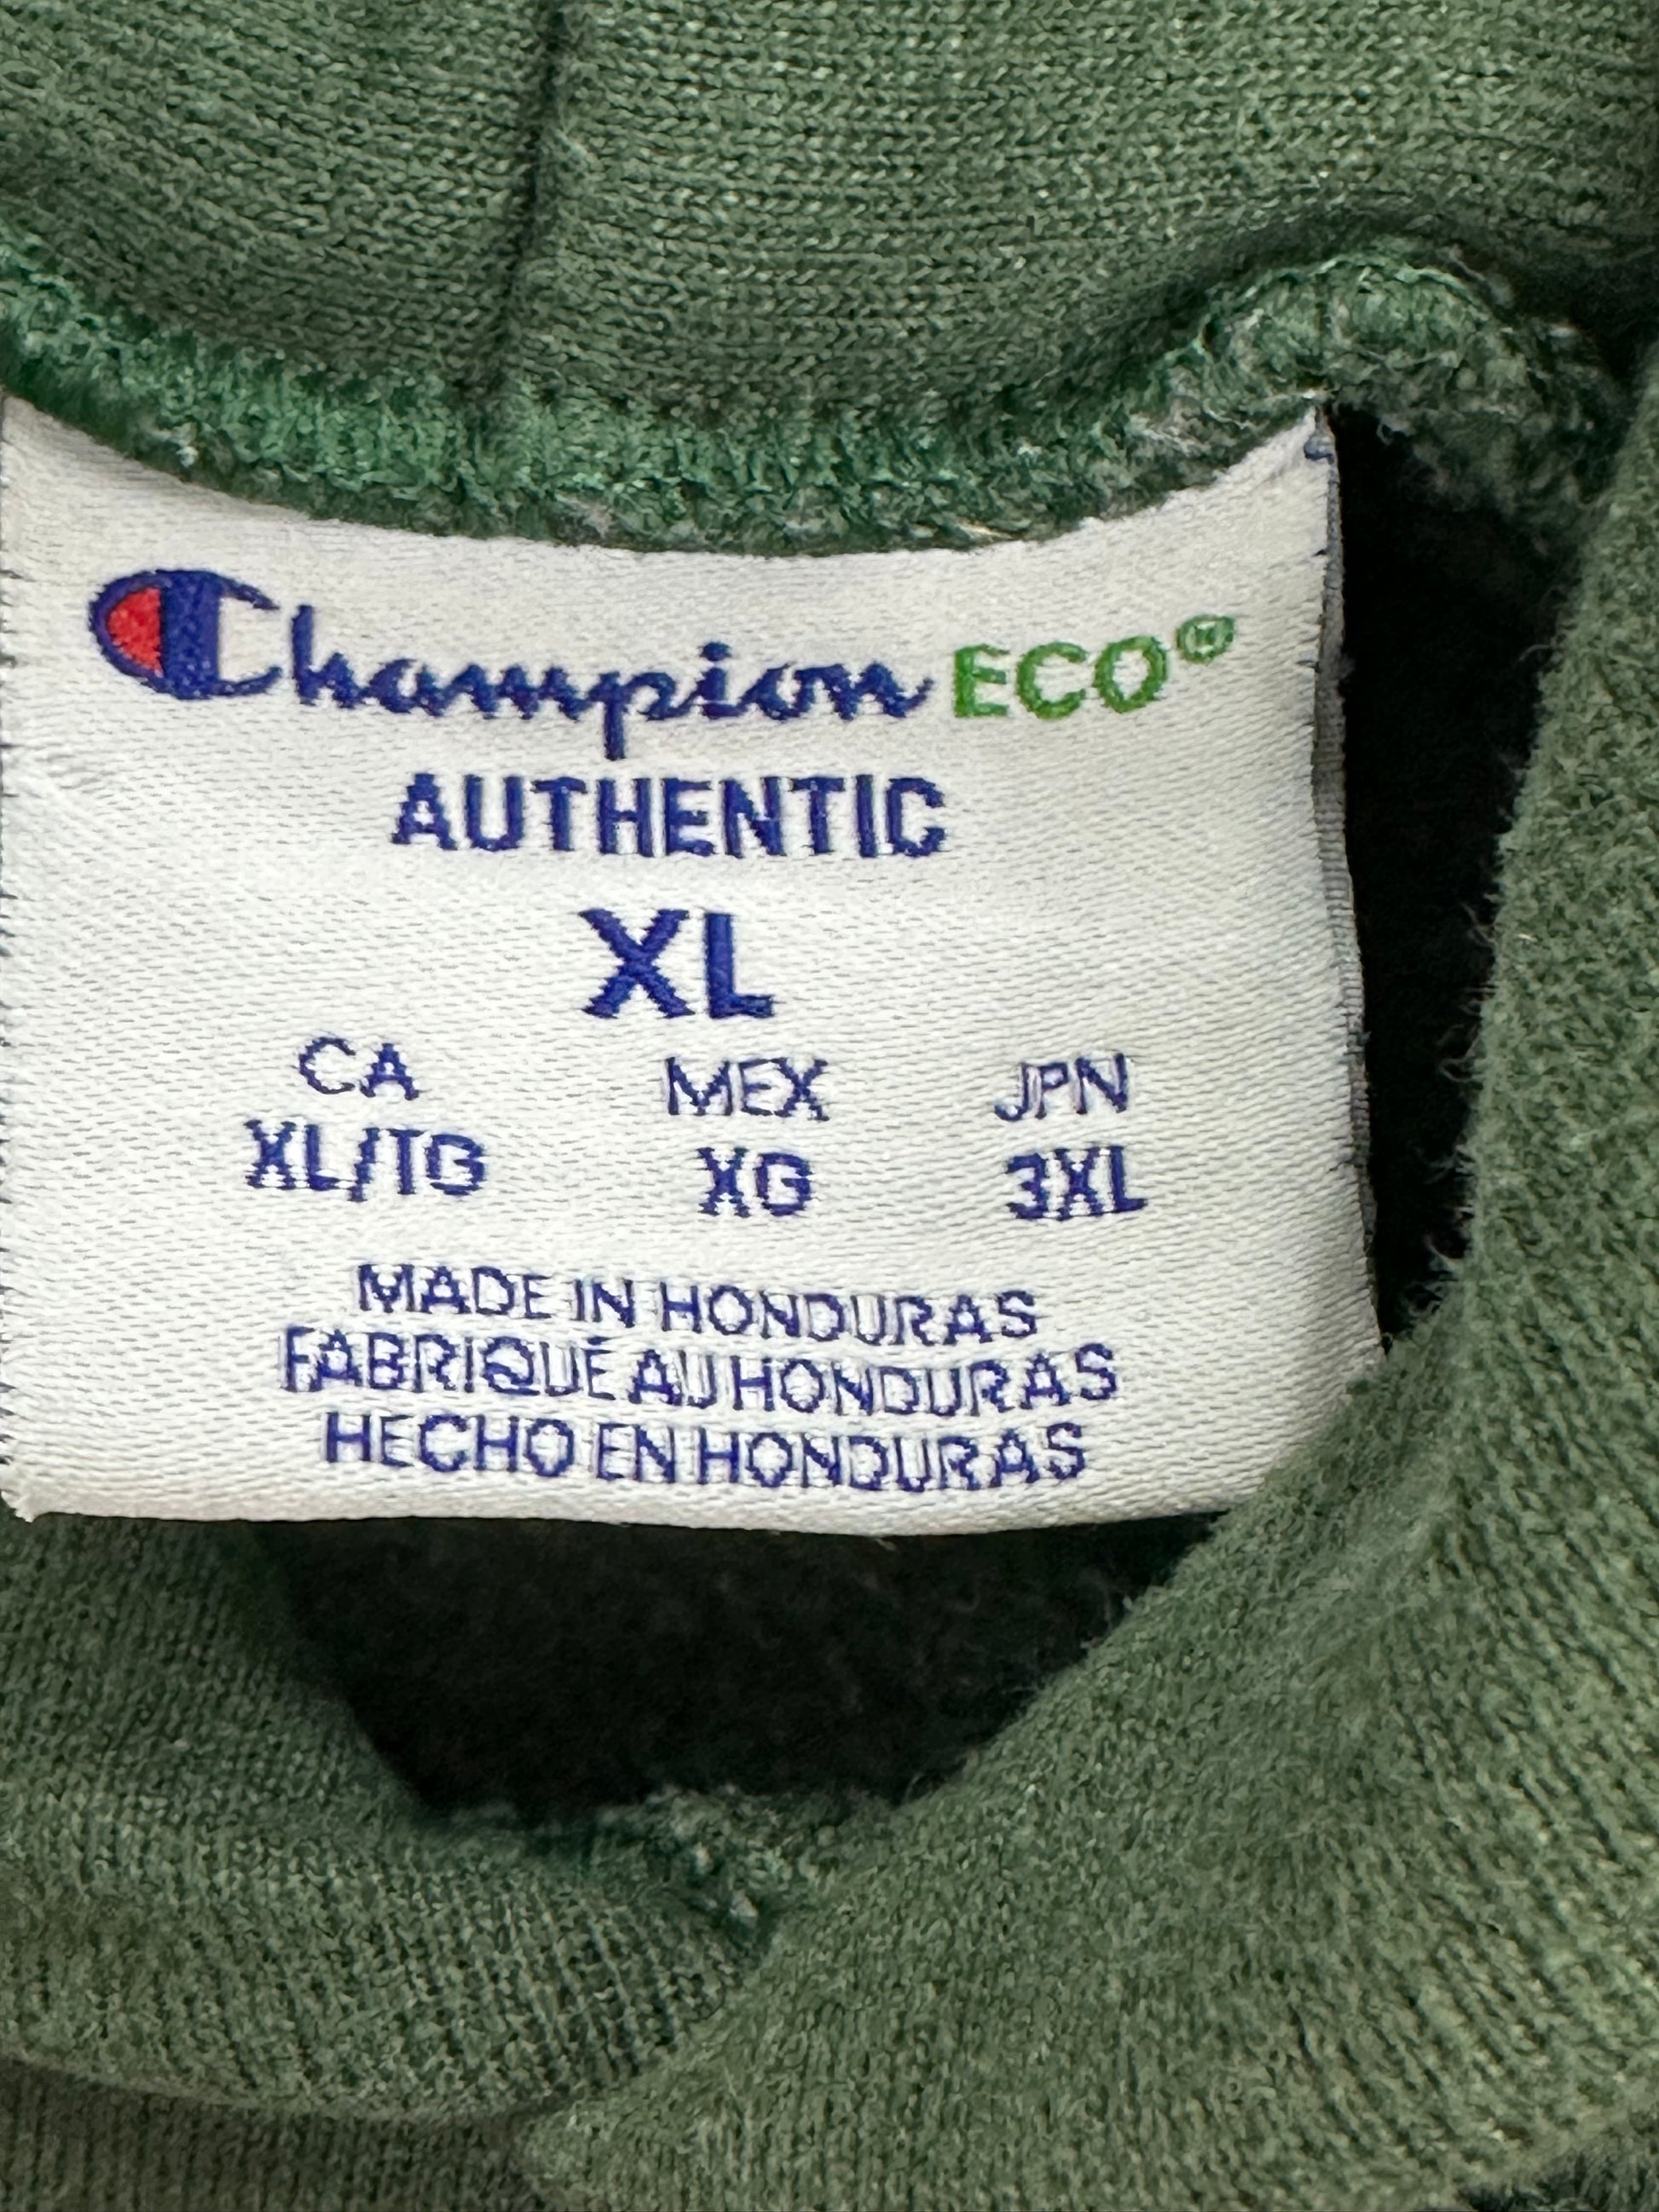 Champion ECO®
AUTHENTIC
XL
CA MEX JPN
XL/TG XG 3XL
MADE IN HONDURAS
FABRIQUÉ AU HONDURAS
HECHO EN HONDURAS